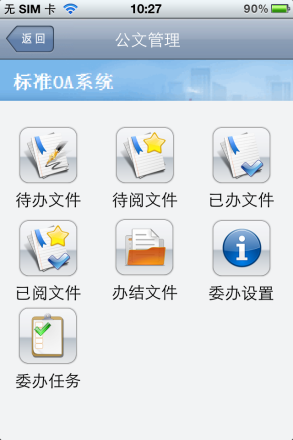 无 SIM 卡 10:27 90%
返回 公文管理
标准OA系统
待办文件 待阅文件 已办文件
已阅文件 办结文件 委办设置
委办任务